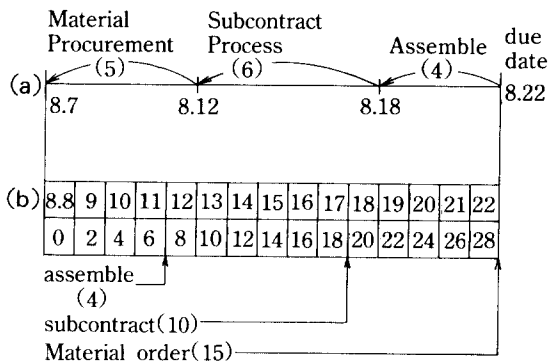 Material Procurement (5)
Subcontract Process (6)
Assemble (4)
due date
(a)
8.7 8.12 8.18 8.22
(b) 8.8 9 10 11 12 13 14 15 16 17 18 19 20 21 22
0 2 4 6 8 10 12 14 16 18 20 22 24 26 28
assemble
(4)
subcontract(10)
Material order(15)